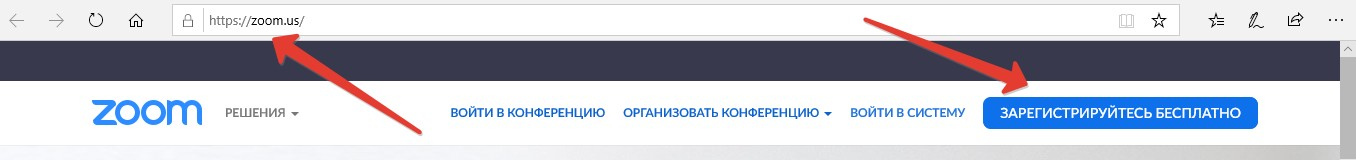 https://zoom.us/
zoom РЕШЕНИЯ ВОЙТИ В КОНФЕРЕНЦИЮ ОРГАНИЗОВАТЬ КОНФЕРЕНЦИЮ ВОЙТИ В СИСТЕМУ ЗАРЕГИСТРИРУЙТЕСЬ БЕСПЛАТНО